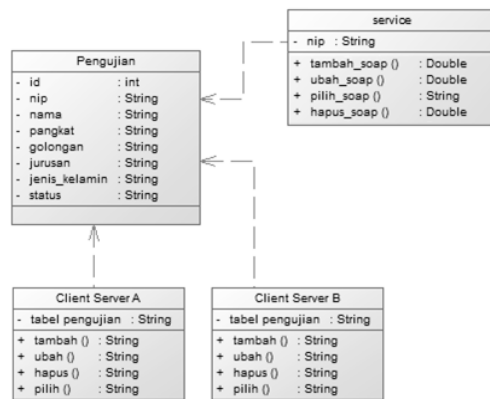 service
- nip : String
+ tambah_soap () : Double
+ ubah_soap () : Double
+ pilih_soap () : String
+ hapus_soap () : Double
Pengujian
- id : int
- nip : String
- nama : String
- pangkat : String
- golongan : String
- jurusan : String
- jenis_kelamin : String
- status : String
Client Server A
- tabel pengujian : String
+ tambah () : String
+ ubah () : String
+ hapus () : String
+ pilih () : String
Client Server B
- tabel pengujian : String
+ tambah () : String
+ ubah () : String
+ hapus () : String
+ pilih () : String